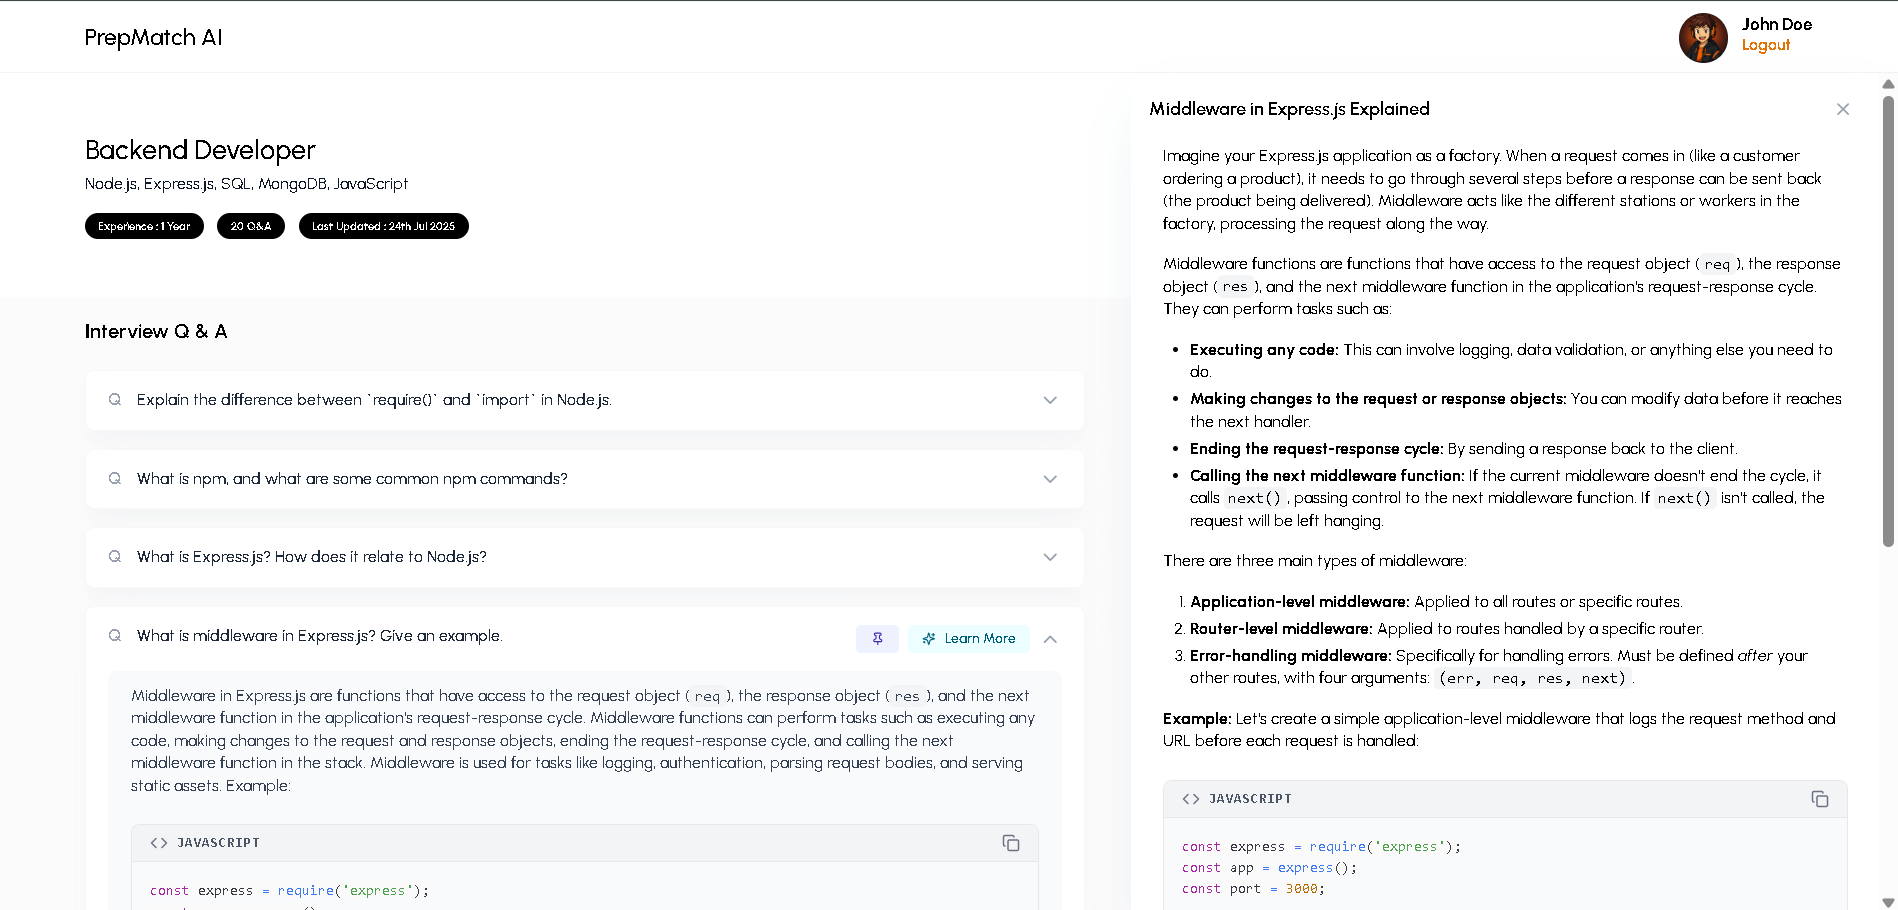 PrepMatch AI
John Doe
Logout
Backend Developer
Node.js, Express.js, SQL, MongoDB, JavaScript
Experience : 1 Year
20 Q&A
Last Updated : 24th Jul 2025
Interview Q & A
Q Explain the difference between `require()` and `import` in Node.js.
Q What is npm, and what are some common npm commands?
Q What is Express.js? How does it relate to Node.js?
Q What is middleware in Express.js? Give an example.
Learn More
Middleware in Express.js are functions that have access to the request object ( req ), the response object ( res ), and the next
middleware function in the application's request-response cycle. Middleware functions can perform tasks such as executing any
code, making changes to the request and response objects, ending the request-response cycle, and calling the next
middleware function in the stack. Middleware is used for tasks like logging, authentication, parsing request bodies, and serving
static assets. Example:
<> JAVASCRIPT
const express = require('express');
Middleware in Express.js Explained
Imagine your Express.js application as a factory. When a request comes in (like a customer
ordering a product), it needs to go through several steps before a response can be sent back
(the product being delivered). Middleware acts like the different stations or workers in the
factory, processing the request along the way.
Middleware functions are functions that have access to the request object ( req ), the response
object ( res ), and the next middleware function in the application's request-response cycle.
They can perform tasks such as:
• Executing any code: This can involve logging, data validation, or anything else you need to
do.
• Making changes to the request or response objects: You can modify data before it reaches
the next handler.
• Ending the request-response cycle: By sending a response back to the client.
• Calling the next middleware function: If the current middleware doesn't end the cycle, it
calls next() , passing control to the next middleware function. If next() isn't called, the
request will be left hanging.
There are three main types of middleware:
1. Application-level middleware: Applied to all routes or specific routes.
2. Router-level middleware: Applied to routes handled by a specific router.
3. Error-handling middleware: Specifically for handling errors. Must be defined after your
other routes, with four arguments: (err, req, res, next) .
Example: Let's create a simple application-level middleware that logs the request method and
URL before each request is handled:
<> JAVASCRIPT
const express = require('express');
const app = express();
const port = 3000;